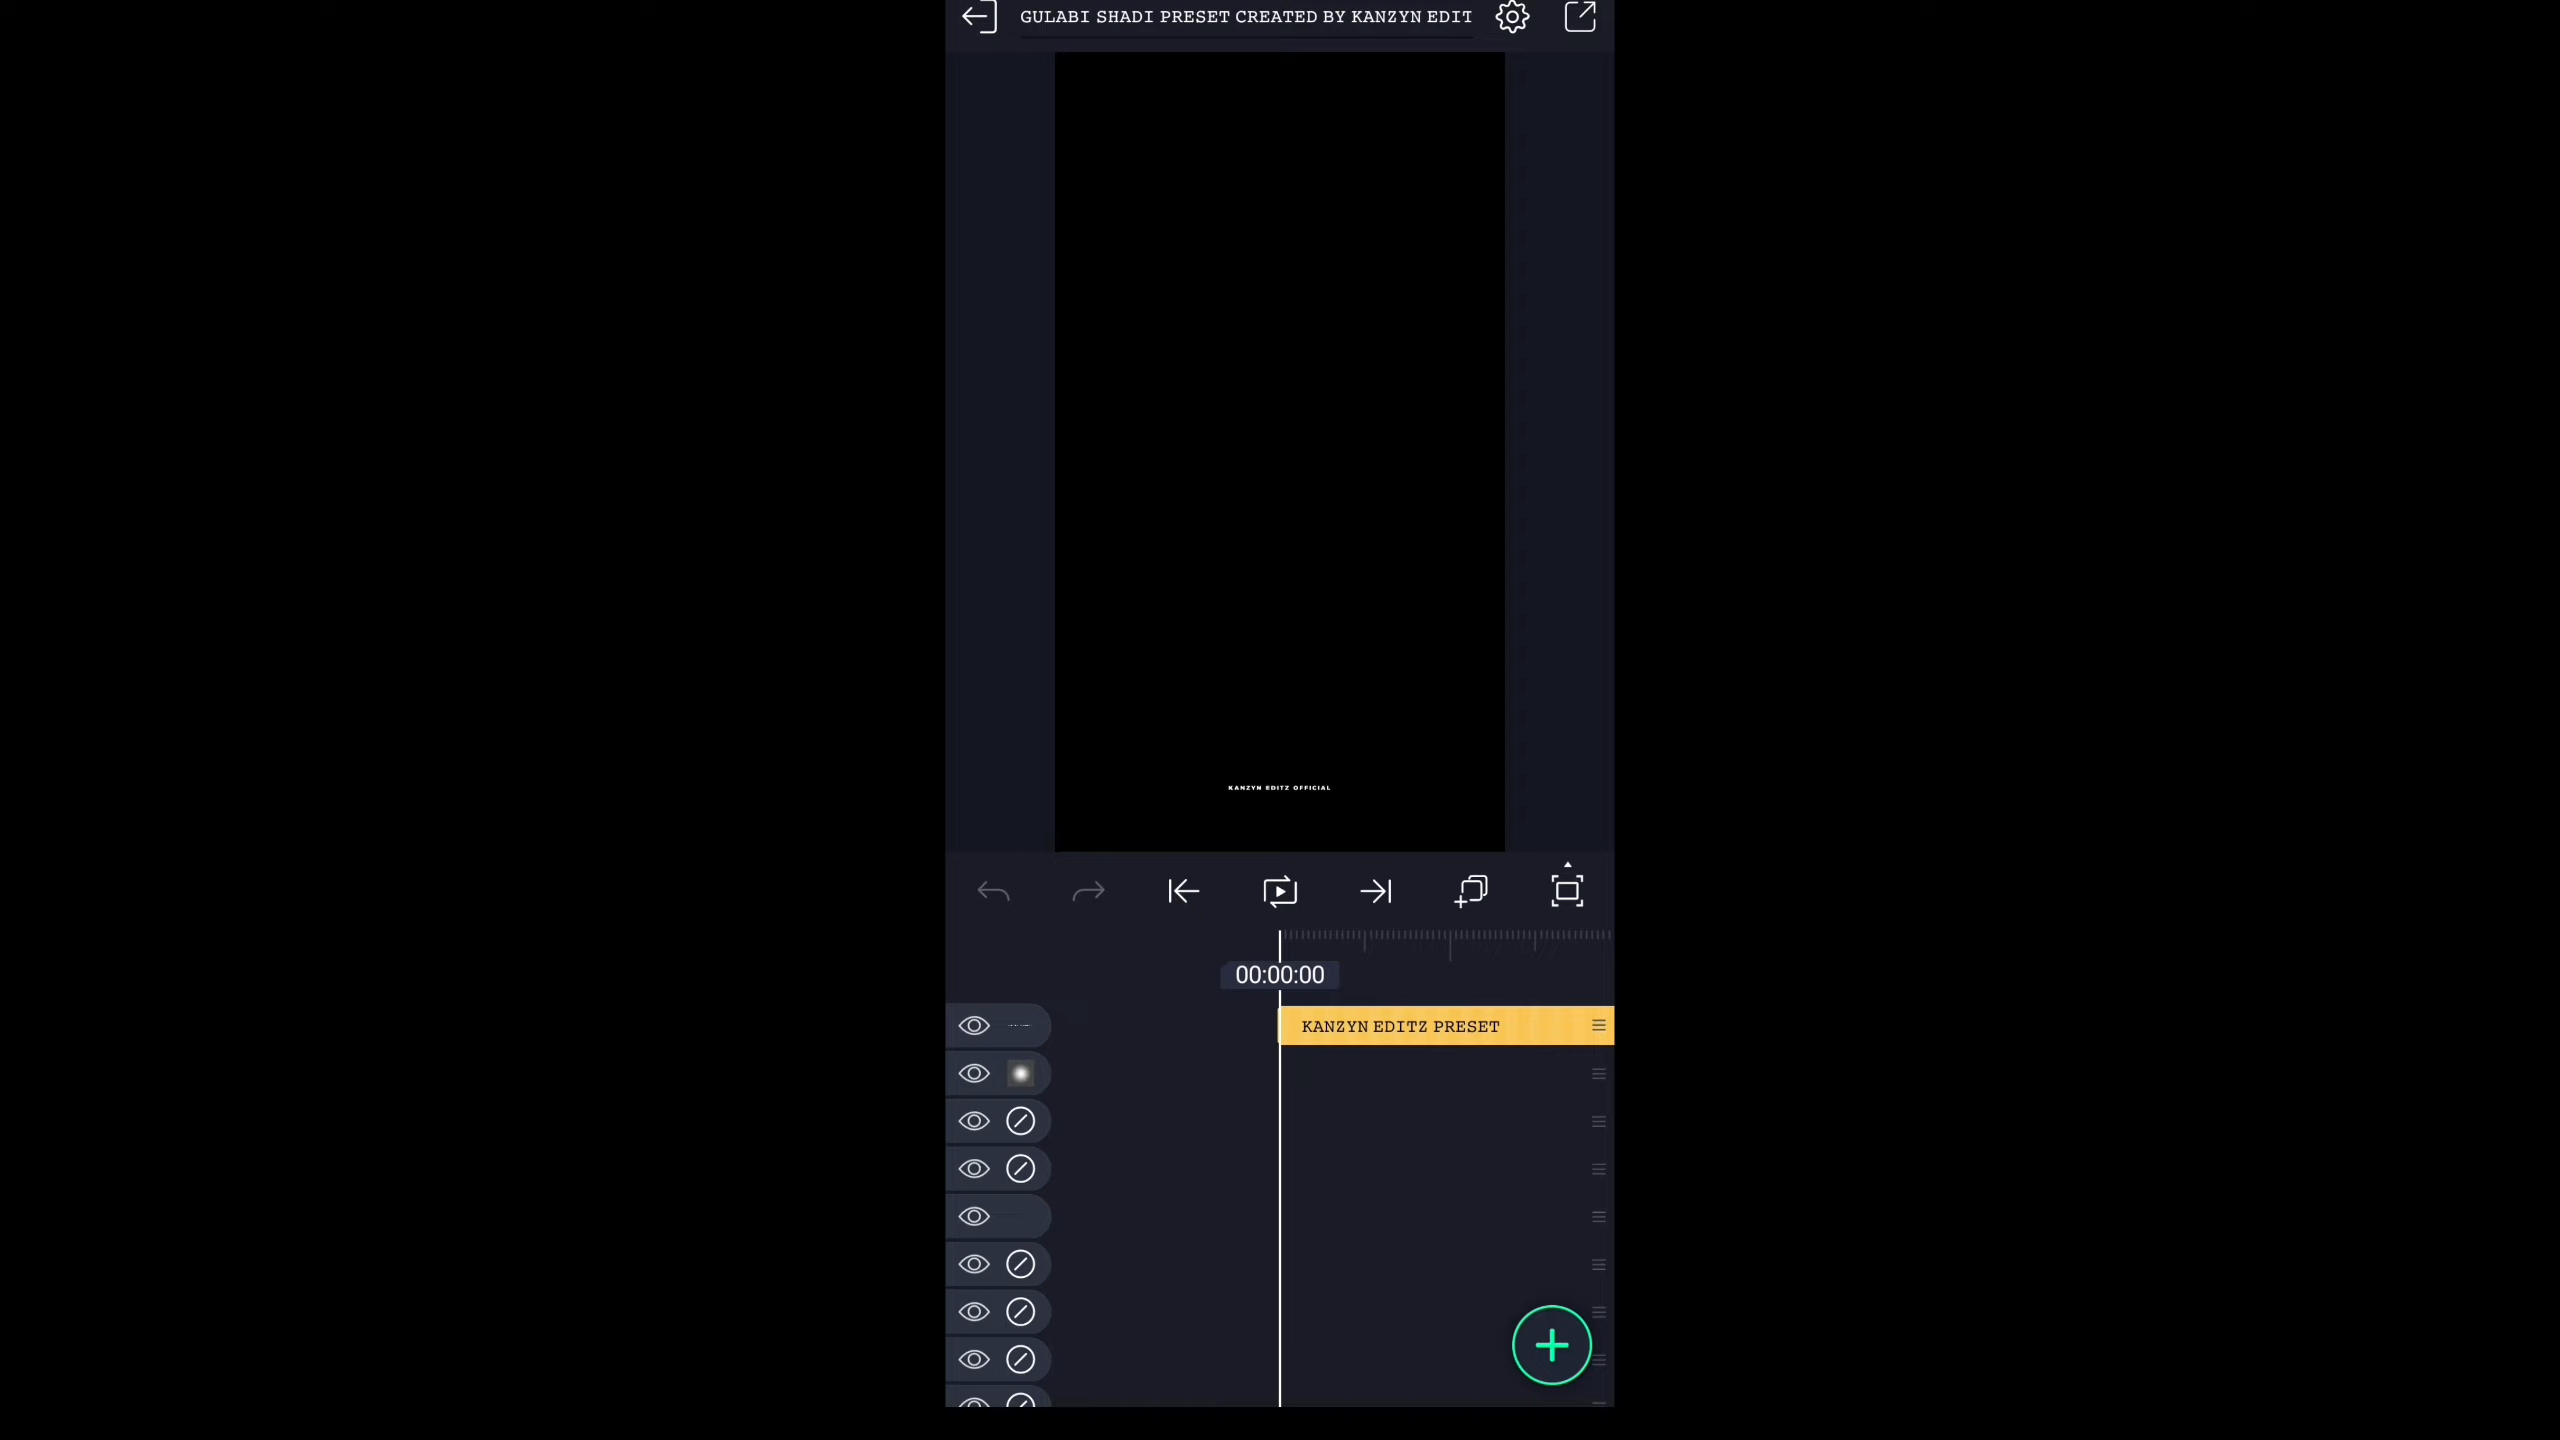 GULABI SHADI PRESET CREATED BY KANZYN EDIT
KANZYN EDITZ OFFICIAL
00:00:00
KANZYN EDITZ PRESET